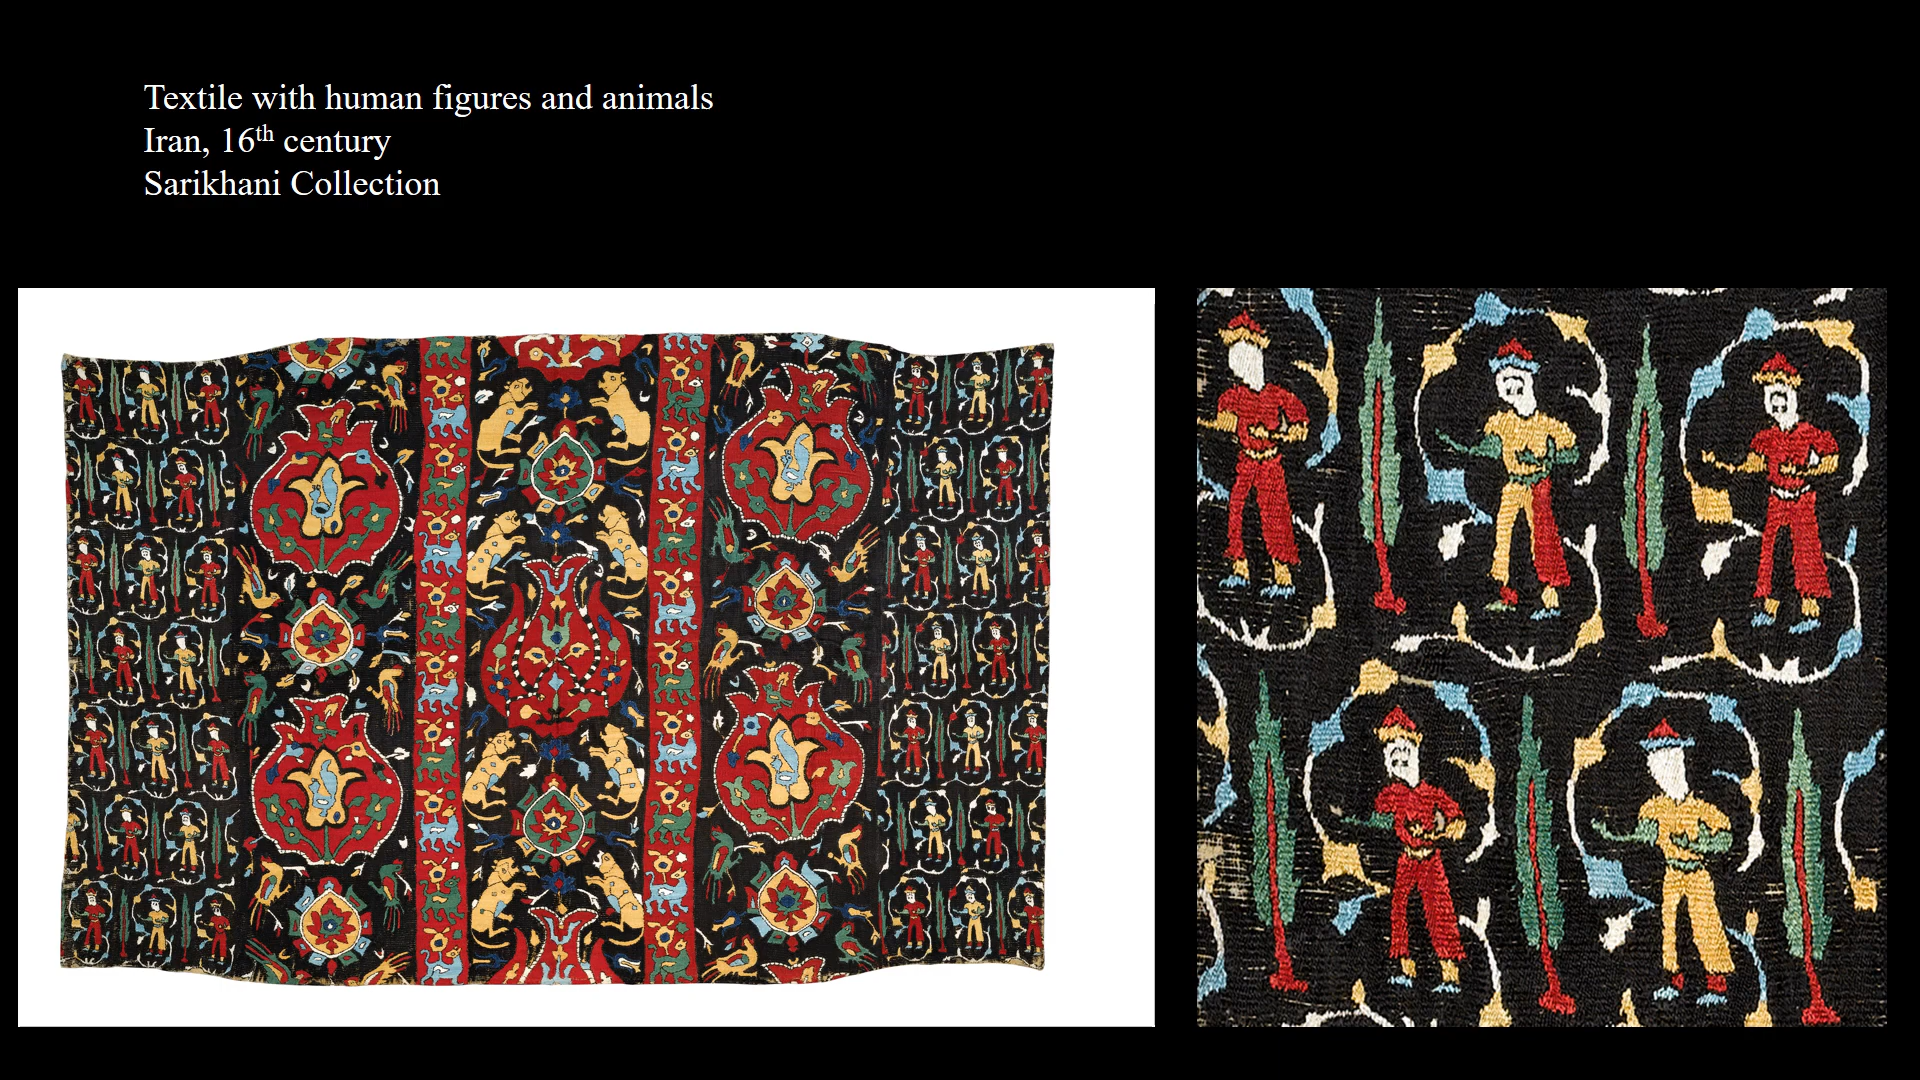 Textile with human figures and animals
Iran, 16th century
Sarikhani Collection